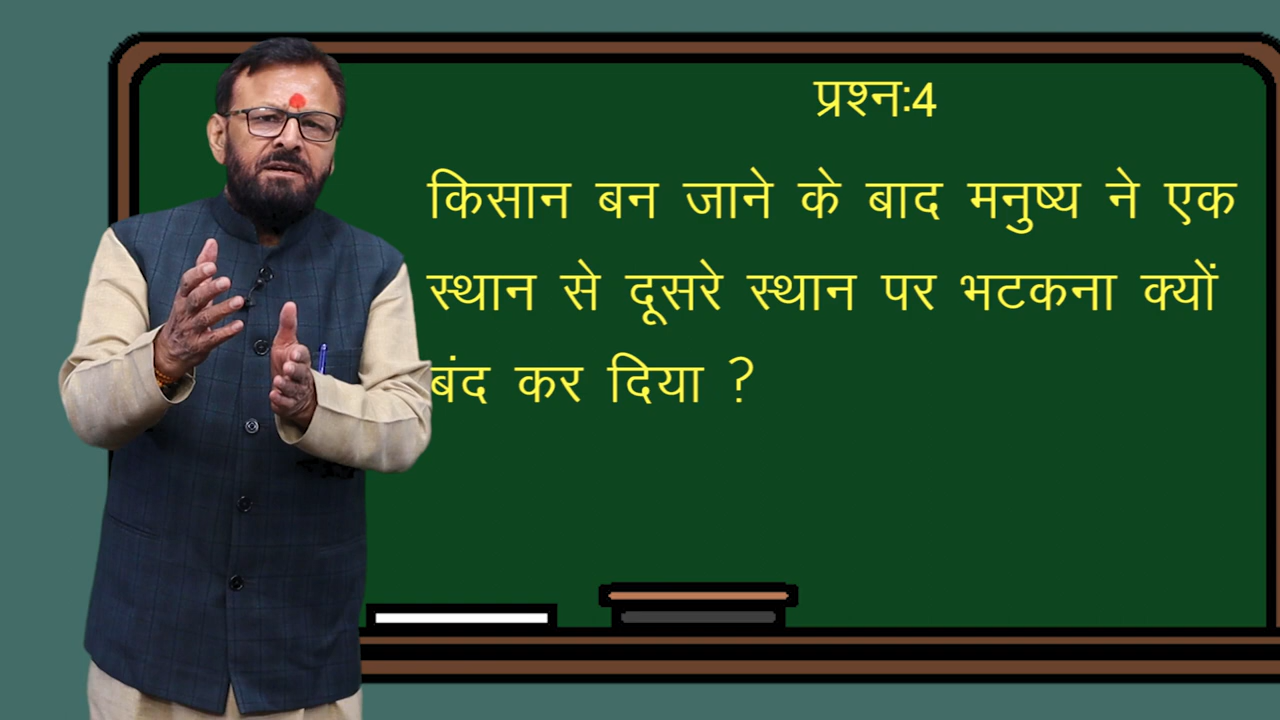 प्रश्न:4
किसान बन जाने के बाद मनुष्य ने एक
स्थान से दूसरे स्थान पर भटकना क्यों
बंद कर दिया ?